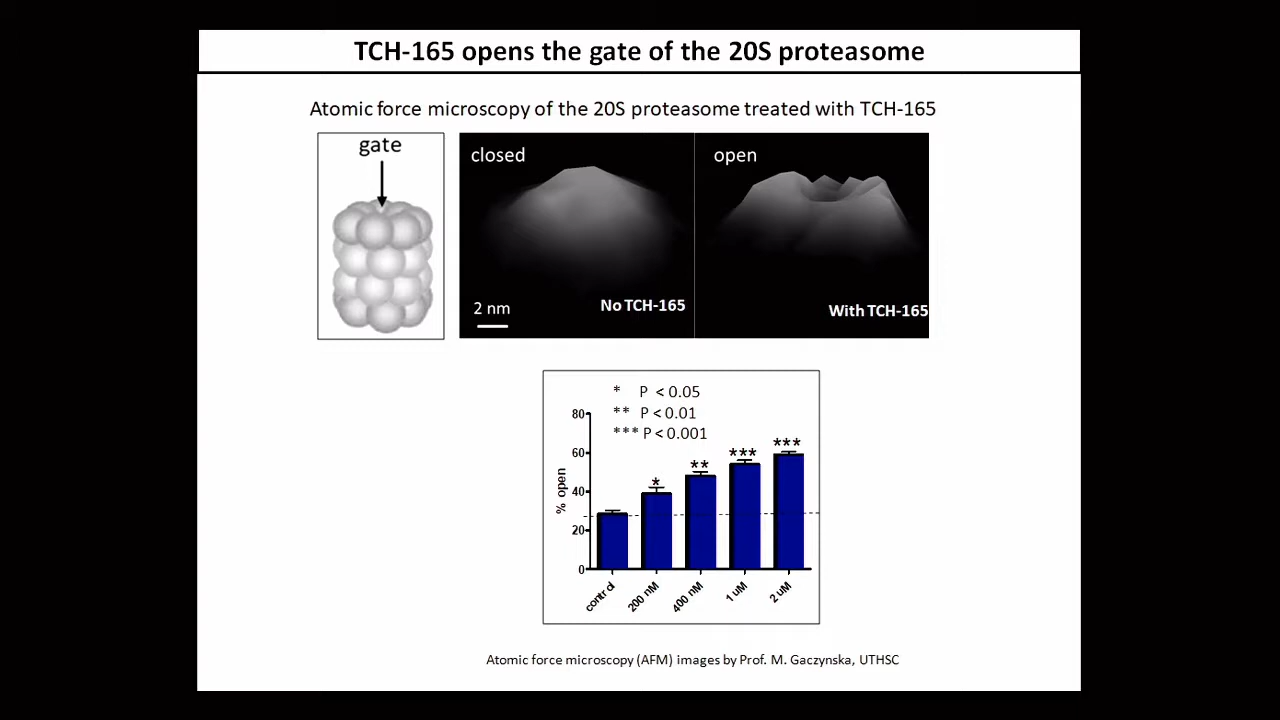 TCH-165 opens the gate of the 20S proteasome
Atomic force microscopy of the 20S proteasome treated with TCH-165
gate
closed
open
2 nm
No TCH-165
With TCH-165
* P < 0.05
** P < 0.01
*** P < 0.001
80
60
40
20
0
% open
*
**
***
***
control
200 nM
400 nM
1 uM
2 uM
Atomic force microscopy (AFM) images by Prof. M. Gaczynska, UTHSC